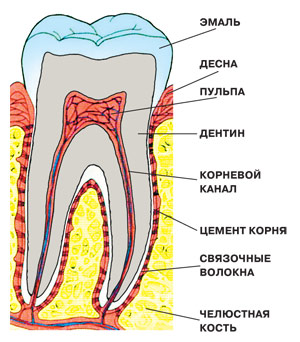 ЭМАЛЬ
ДЕСНА
ПУЛЬПА
ДЕНТИН
КОРНЕВОЙ
КАНАЛ
ЦЕМЕНТ КОРНЯ
СВЯЗОЧНЫЕ
ВОЛОКНА
ЧЕЛЮСТНАЯ
КОСТЬ